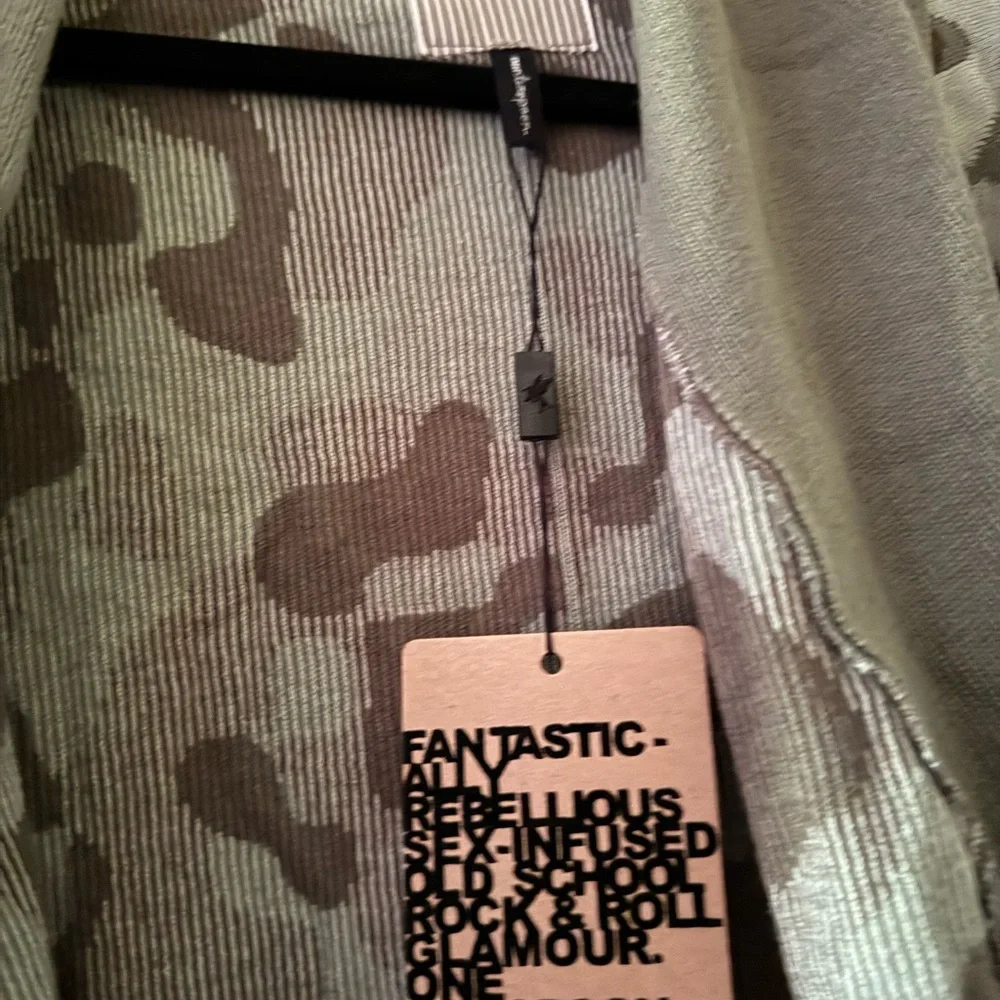 FANTASTIC-
ALLY
REBELLIOUS
SEX-INFUSED
OLD SCHOOL
ROCK & ROLL
GLAMOUR.
ONE